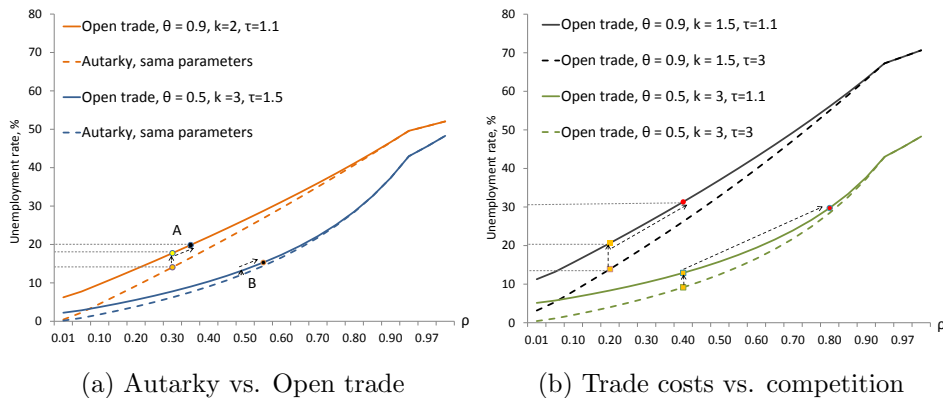 80
70
60
50
40
30
20
10
0
Unemployment rate, %
Open trade, θ = 0.9, k=2, τ=1.1
Autarky, sama parameters
Open trade, θ = 0.5, k =3, τ=1.5
Autarky, sama parameters
A
B
0.01 0.10 0.20 0.30 0.40 0.50 0.60 0.70 0.80 0.90 0.97 ρ
(a) Autarky vs. Open trade
80
70
60
50
40
30
20
10
0
Unemployment rate, %
Open trade, θ = 0.9, k = 1.5, τ=1.1
Open trade, θ = 0.9, k = 1.5, τ=3
Open trade, θ = 0.5, k = 3, τ=1.1
Open trade, θ = 0.5, k = 3, τ=3
0.01 0.10 0.20 0.30 0.40 0.50 0.60 0.70 0.80 0.90 0.97 ρ
(b) Trade costs vs. competition